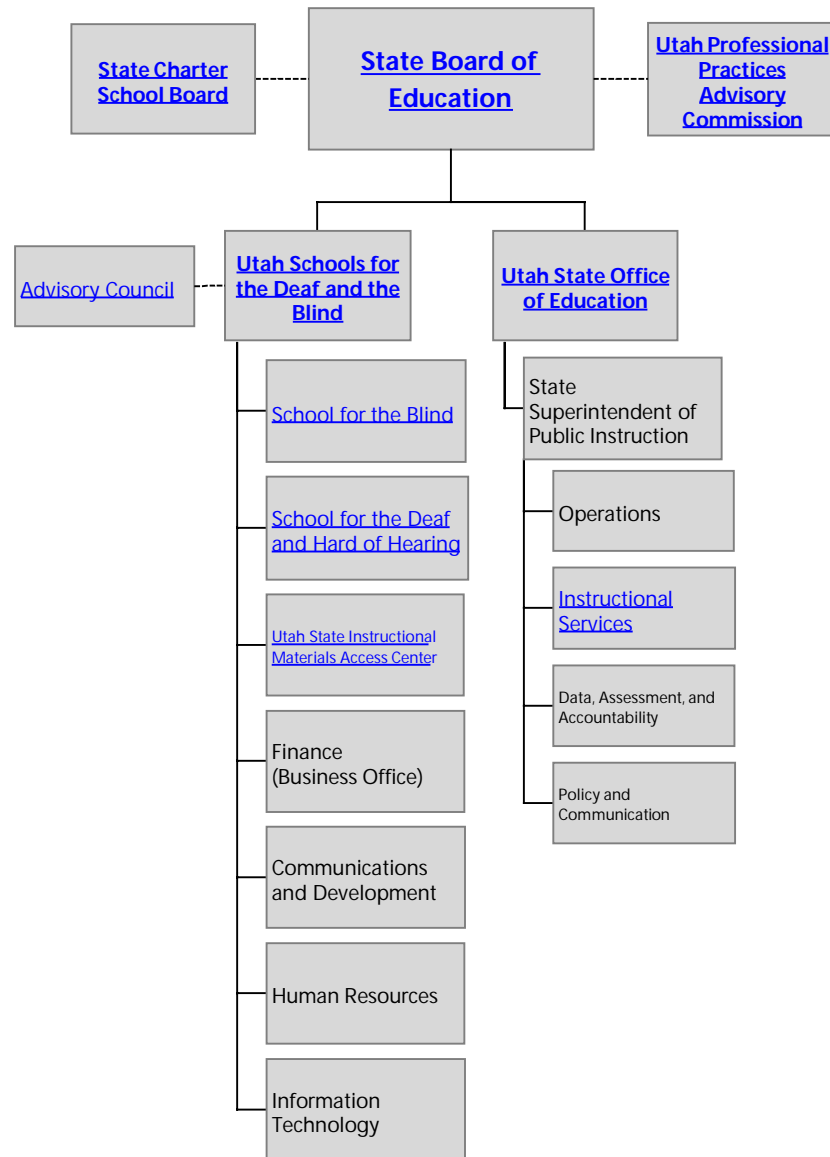 State Charter
School Board
State Board of
Education
Utah Professional
Practices
Advisory
Commission
Advisory Council
Utah Schools for
the Deaf and the
Blind
Utah State Office
of Education
School for the Blind
School for the Deaf
and Hard of Hearing
Utah State Instructional
Materials Access Center
Finance
(Business Office)
Communications
and Development
Human Resources
Information
Technology
State
Superintendent of
Public Instruction
Operations
Instructional
Services
Data, Assessment, and
Accountability
Policy and
Communication